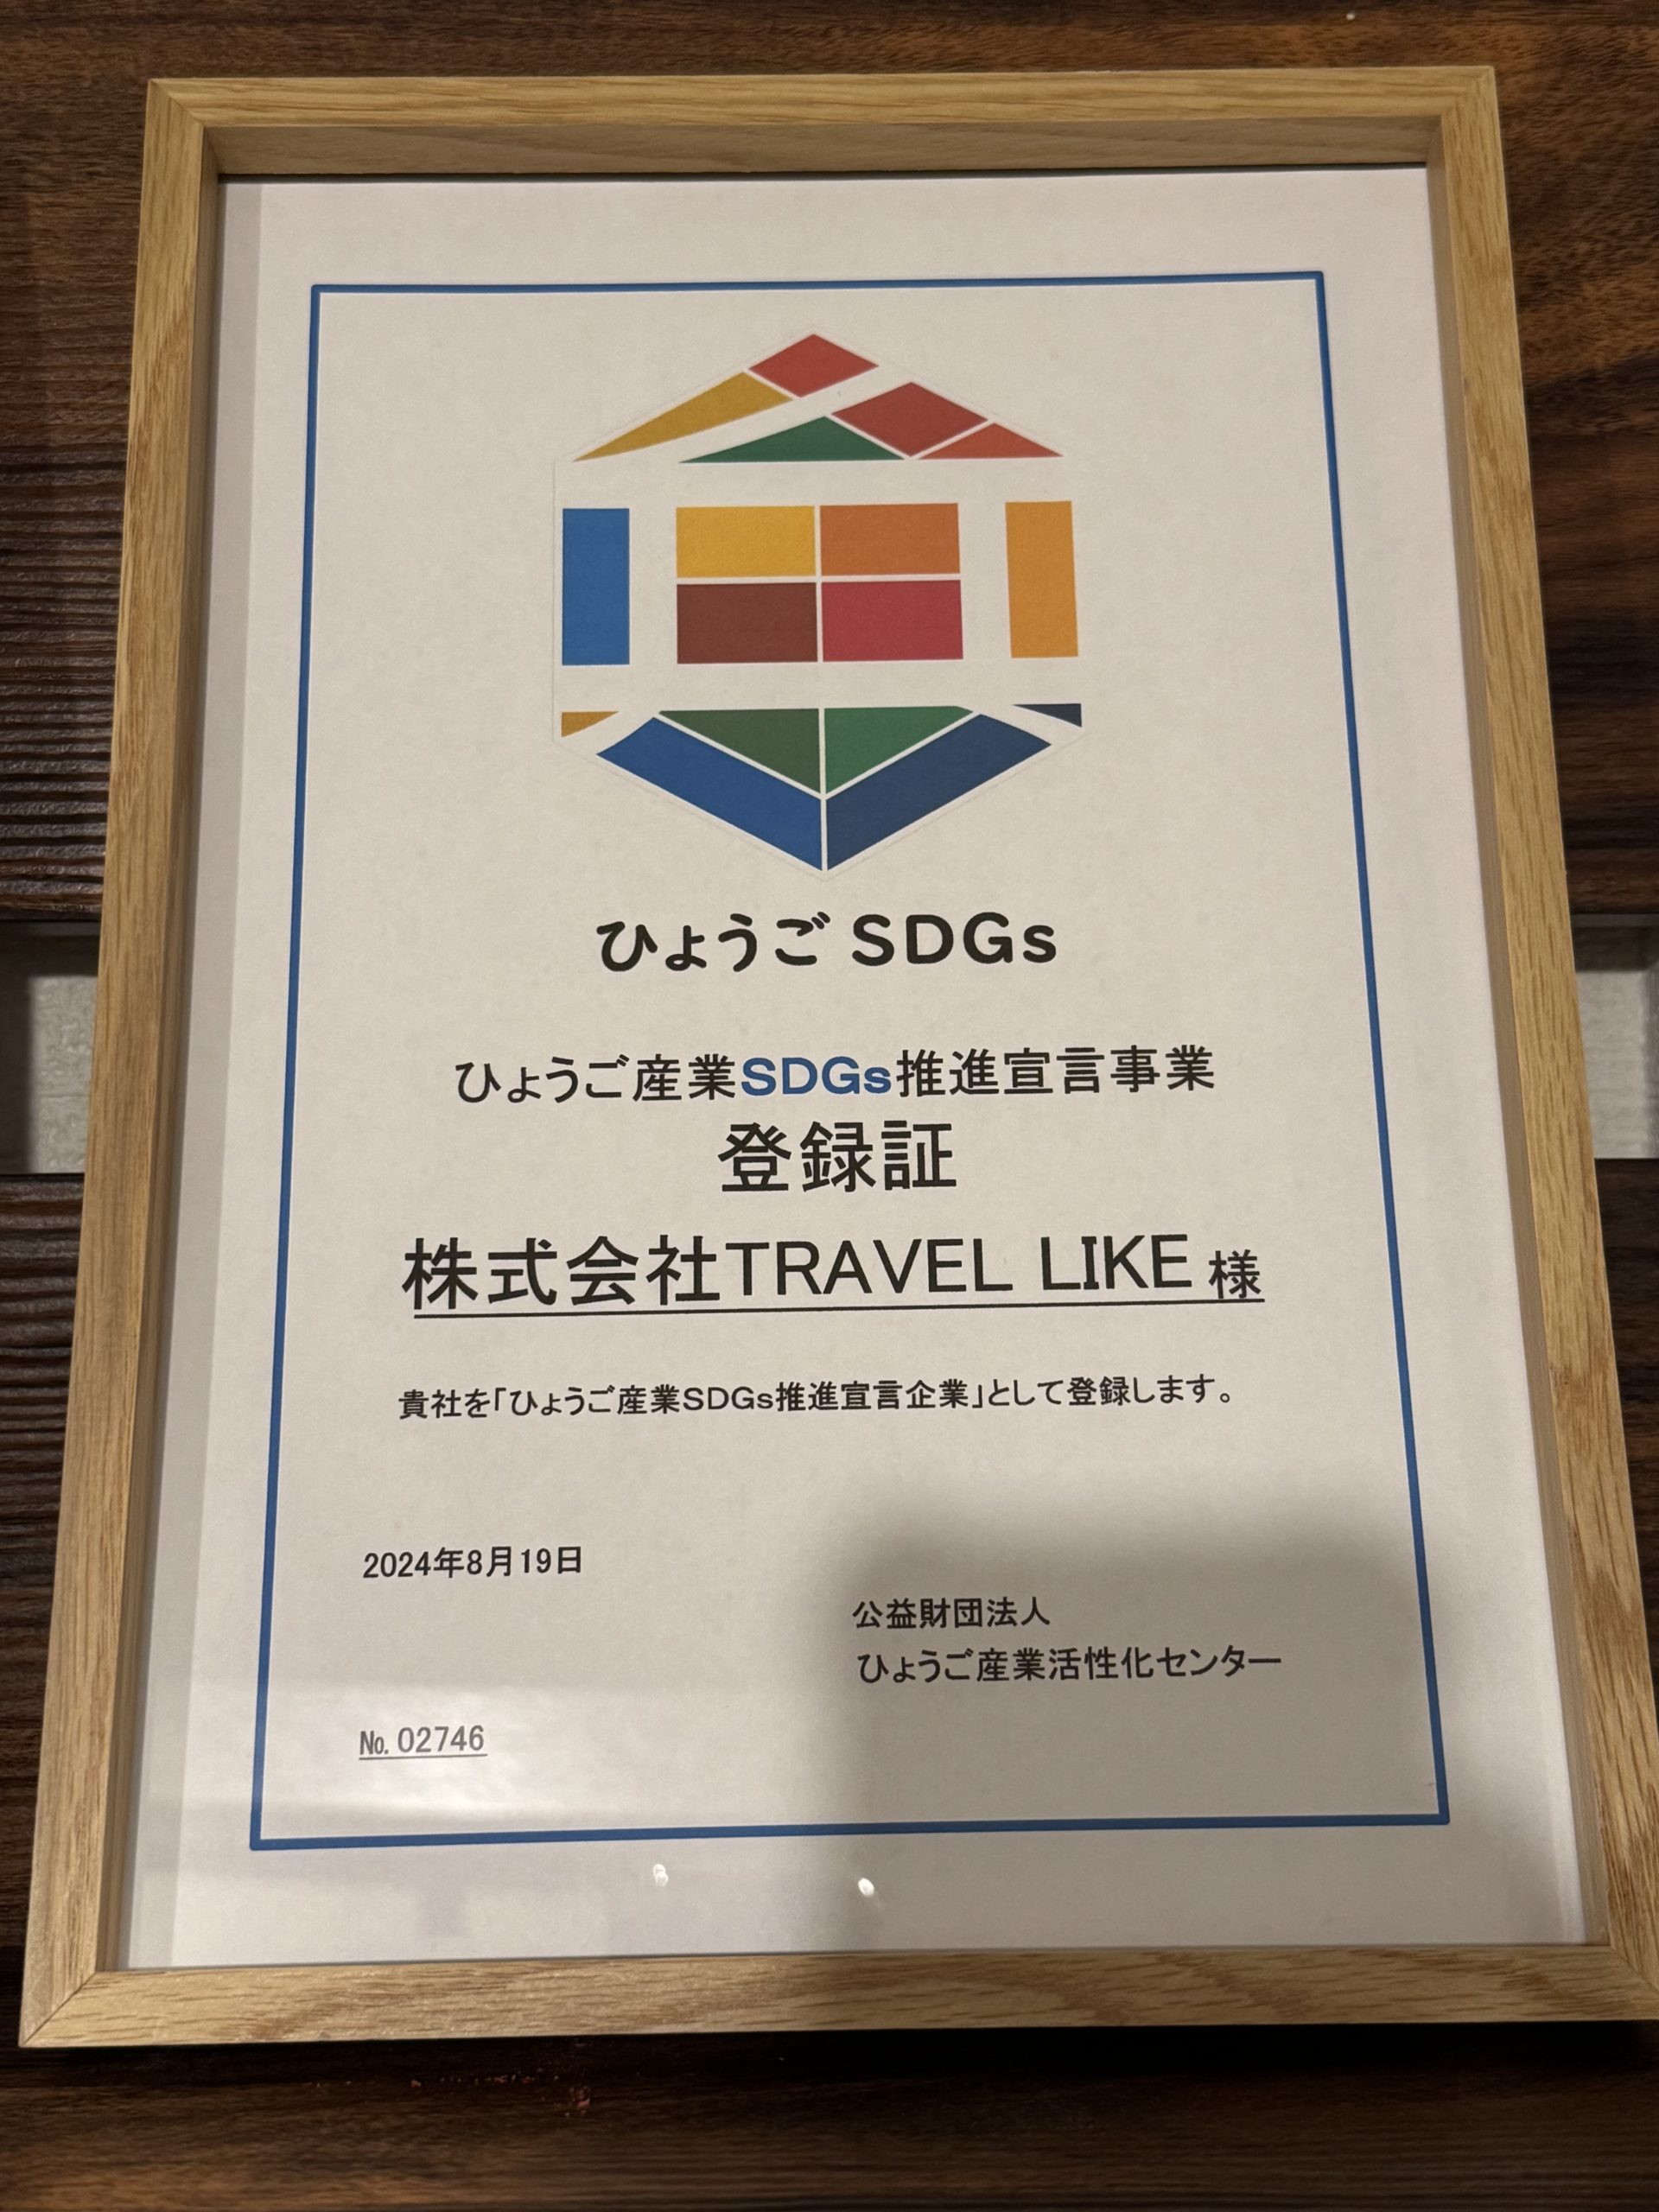 ひょうごSDGs
ひょうご産業SDGs推進宣言事業
登録証
株式会社TRAVEL LIKE 様
貴社を「ひょうご産業SDGs推進宣言企業」として登録します。
2024年8月19日
公益財団法人
ひょうご産業活性化センター
№ 02746